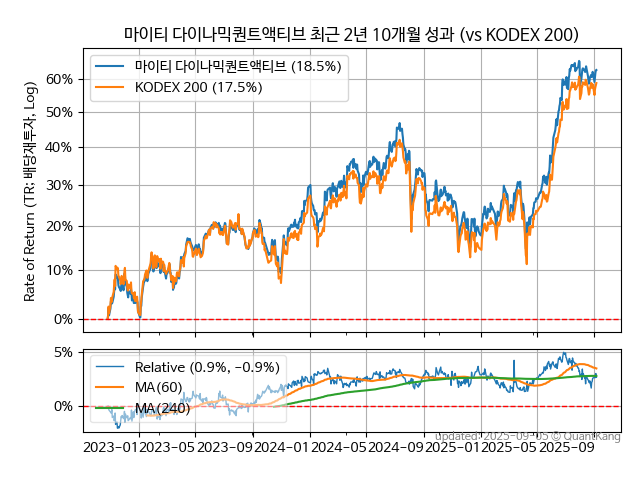 마이티 다이나믹퀀트액티브 최근 2년 10개월 성과 (vs KODEX 200)
Rate of Return (TR: 배당재투자, Log)
마이티 다이나믹퀀트액티브 (18.5%)
KODEX 200 (17.5%)
60%
50%
40%
30%
20%
10%
0%
5%
0%
Relative (0.9%, -0.9%)
MA(60)
MA(240)
2023-01 2023-05 2023-09 2024-01 2024-05 2024-09 2025-01 2025-05 2025-09
updated: 2025-09-05 © QuantKang